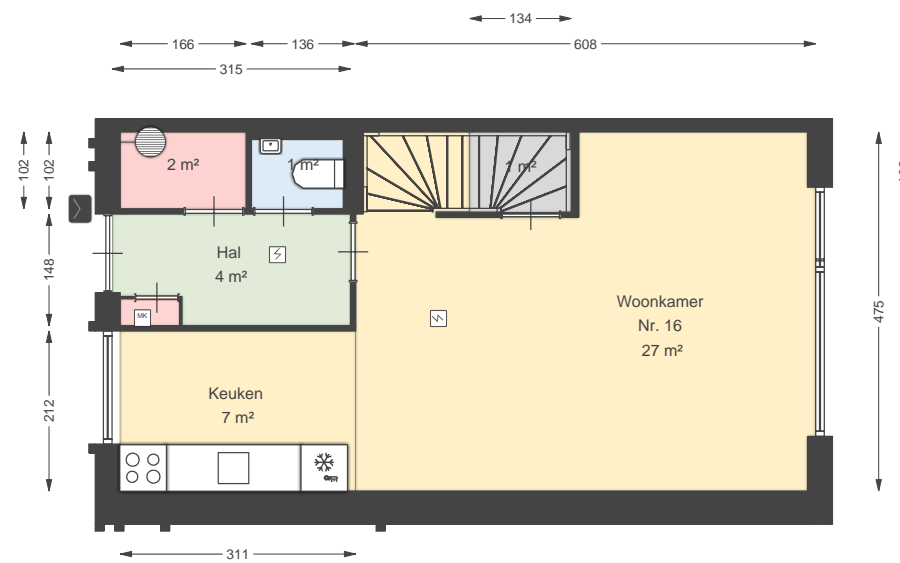 134
166
136
608
315
102
102
2 m²
1 m²
1 m²
Hal
4 m²
148
MK
Woonkamer
Nr. 16
27 m²
475
Keuken
7 m²
212
311